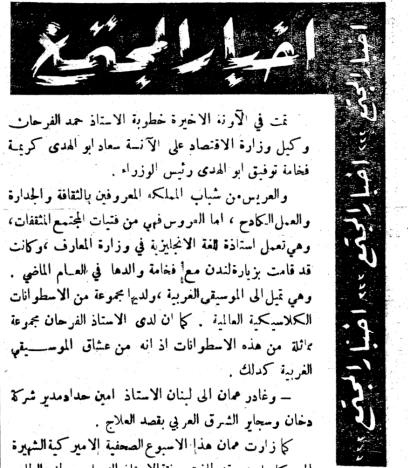 اخبار المجتمع
تمت في الآونة الاخيرة خطوبة الاستاذ حمد الفرحان
وكيل وزارة الاقتصاد على الآنسة سعاد ابو الهدى كريمة
فخامة توفيق ابو الهدى رئيس الوزراء .
والعريس من شباب المملكة المعروفين بالثقافة والجدارة
والعمل الكادح ، اما العروس فهي من فتيات المجتمع المثقفات،
وهي تعمل استاذة للغة الانجليزية في وزارة المعارف ، وكانت
قد قامت بزيارة لندن مع فخامة والدها في العام الماضي .
وهي تميل الى الموسيقى الغربية ، ولديها مجموعة من الاسطوانات
الكلاسيكية العالمية . كما ان لدى الاستاذ الفرحان مجموعة
مماثلة من هذه الاسطوانات اذ انه من عشاق الموسيقى
الغربية كذلك .
— وغادر عمان الى لبنان الاستاذ امين حداد مدير شركة
دخان وسجاير الشرق العربي بقصد العلاج .
كما زارت عمان هذا الاسبوع الصحفية الاميركية الشهيرة
اخبار المجتمع ٢٢٢ اخبار المجتمع ٢٢٢ اخبار المجتمع ٢٢٢